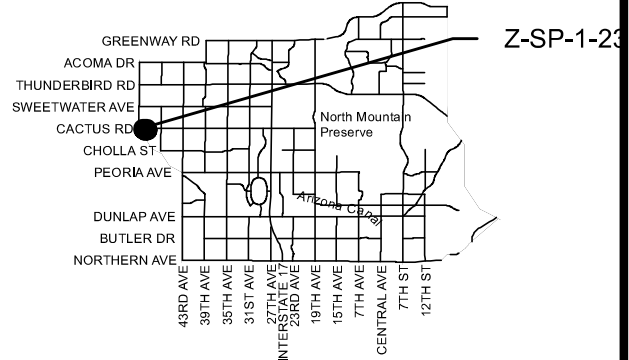 GREENWAY RD
Z-SP-1-23
ACOMA DR
THUNDERBIRD RD
SWEETWATER AVE
CACTUS RD
North Mountain
Preserve
CHOLLA ST
PEORIA AVE
Arizona Canal
DUNLAP AVE
BUTLER DR
NORTHERN AVE
43RD AVE
39TH AVE
35TH AVE
31ST AVE
27TH AVE
INTERSTATE 17
23RD AVE
19TH AVE
15TH AVE
7TH AVE
CENTRAL AVE
7TH ST
12TH ST